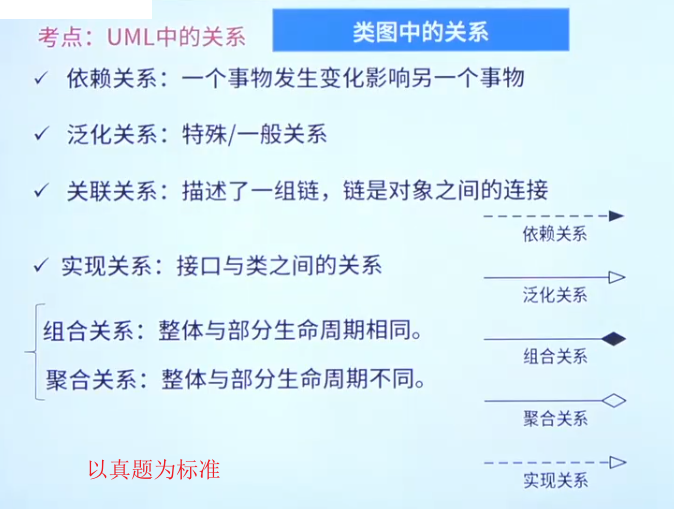 考点：UML中的关系
类图中的关系
✓ 依赖关系：一个事物发生变化影响另一个事物
✓ 泛化关系：特殊/一般关系
✓ 关联关系：描述了一组链，链是对象之间的连接
依赖关系
✓ 实现关系：接口与类之间的关系
泛化关系
组合关系：整体与部分生命周期相同。
组合关系
聚合关系：整体与部分生命周期不同。
聚合关系
以真题为标准
实现关系